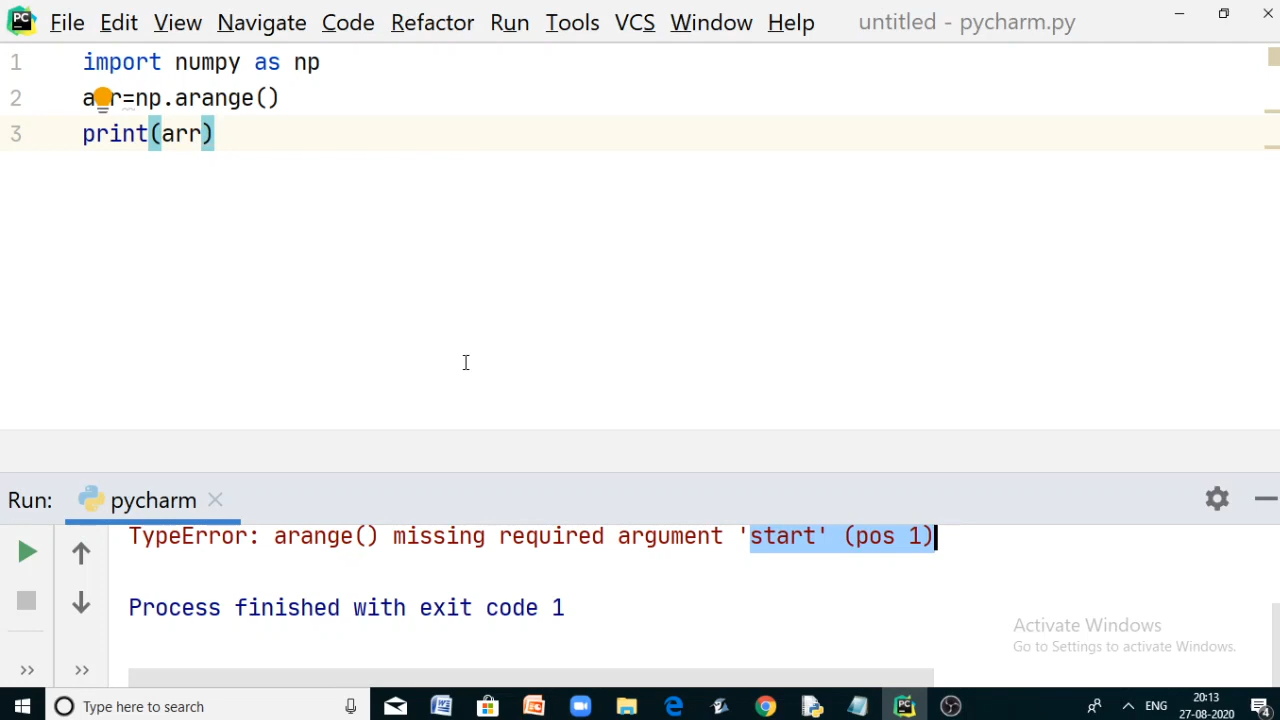 PC File Edit View Navigate Code Refactor Run Tools VCS Window Help untitled - pycharm.py
1 import numpy as np
2 arr=np.arange()
3 print(arr)
Run: pycharm
TypeError: arange() missing required argument 'start' (pos 1)
Process finished with exit code 1
Activate Windows
Go to Settings to activate Windows.
Type here to search
ENG
20:13
27-08-2020
4